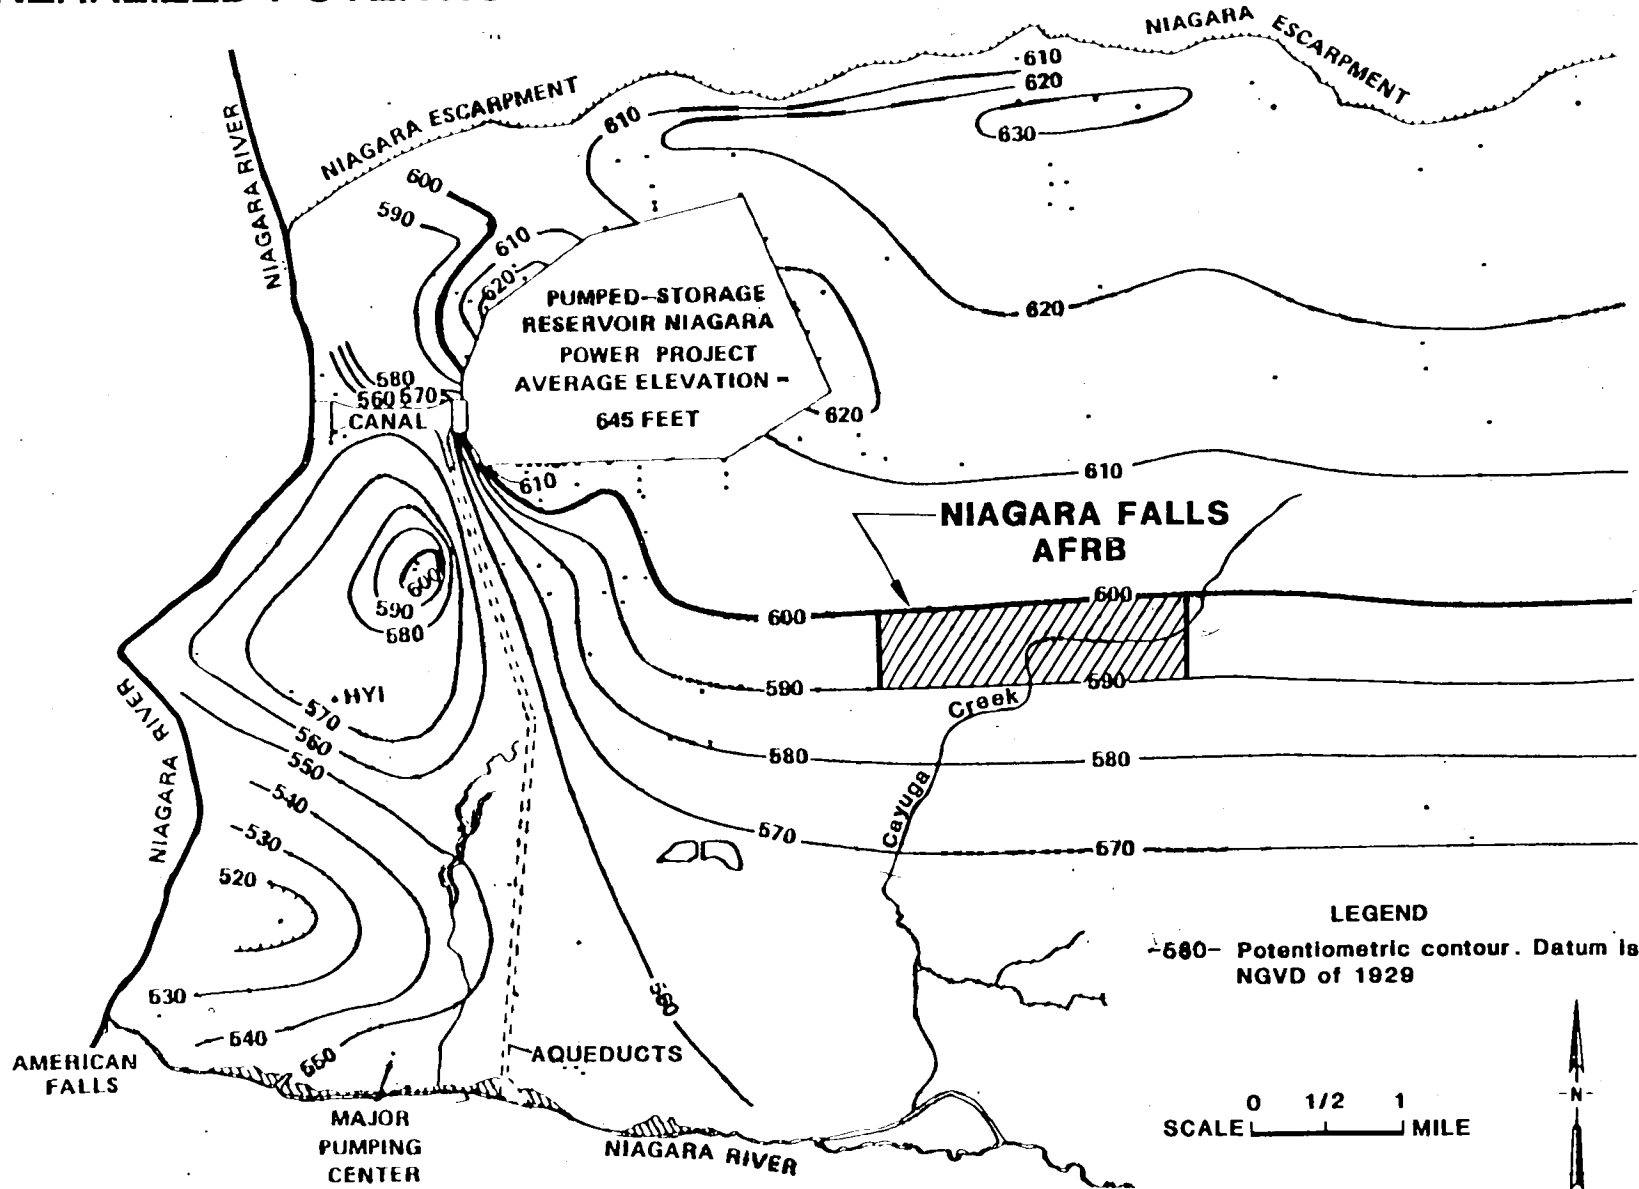 NIAGARA ESCARPMENT
NIAGARA ESCARPMENT
NIAGARA RIVER
610
620
630
610
600
590
610
620
PUMPED-STORAGE
RESERVOIR NIAGARA
POWER PROJECT
AVERAGE ELEVATION -
645 FEET
620
620
580
560 570
CANAL
610
610
NIAGARA FALLS
AFRB
600
590
580
600
600
590
590
HYI
Creek
570
560
550
540
530
520
580
580
570
570
Cayuga
NIAGARA RIVER
530
540
550
560
AQUEDUCTS
AMERICAN
FALLS
MAJOR
PUMPING
CENTER
NIAGARA RIVER
LEGEND
-580- Potentiometric contour. Datum is
NGVD of 1929
0 1/2 1
SCALE MILE
-N-